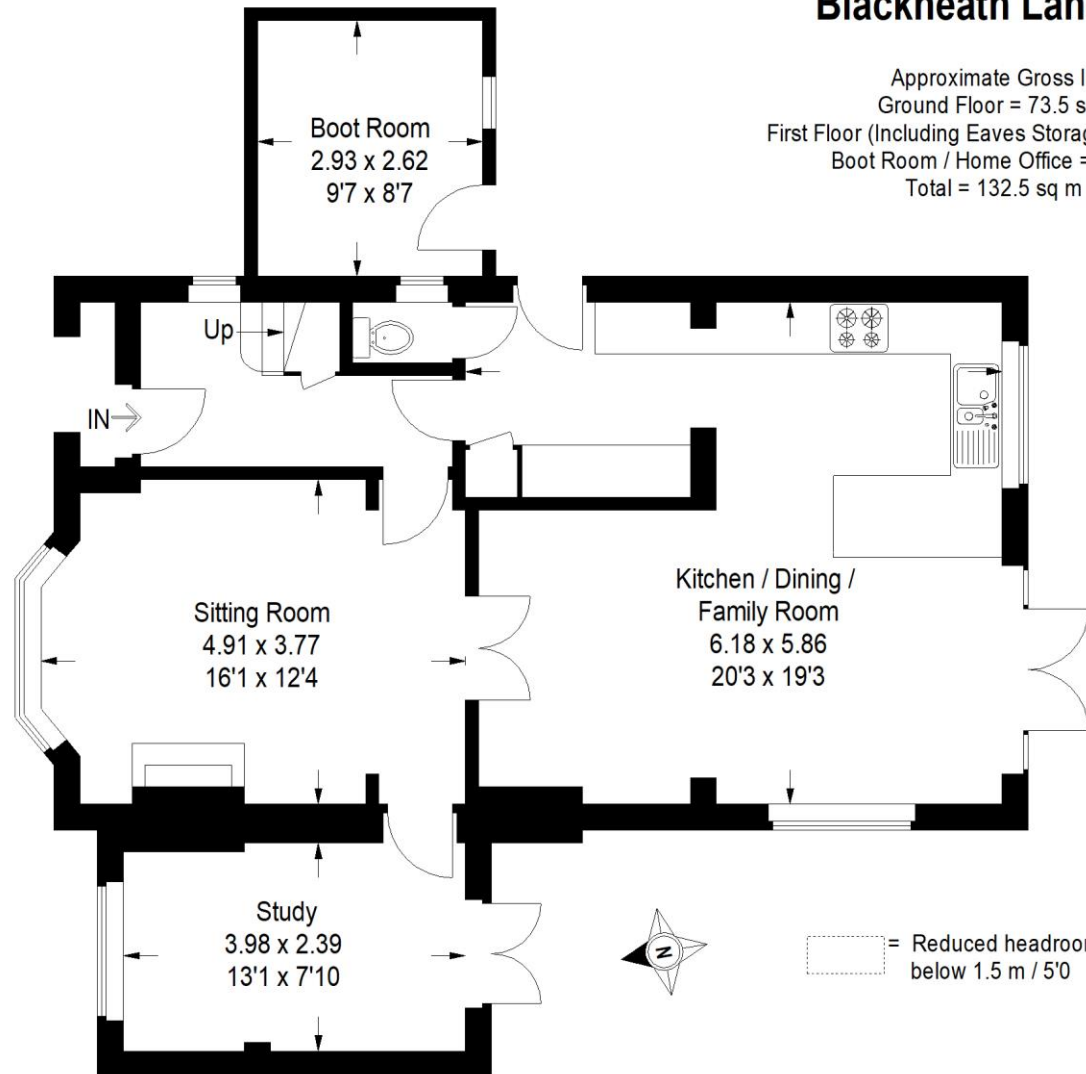 Blackheath Lan
Approximate Gross I
Ground Floor = 73.5 s
First Floor (Including Eaves Storag
Boot Room / Home Office =
Total = 132.5 sq m
Boot Room
2.93 x 2.62
9'7 x 8'7
Up
IN
Sitting Room
4.91 x 3.77
16'1 x 12'4
Kitchen / Dining /
Family Room
6.18 x 5.86
20'3 x 19'3
Study
3.98 x 2.39
13'1 x 7'10
N
= Reduced headroom
below 1.5 m / 5'0